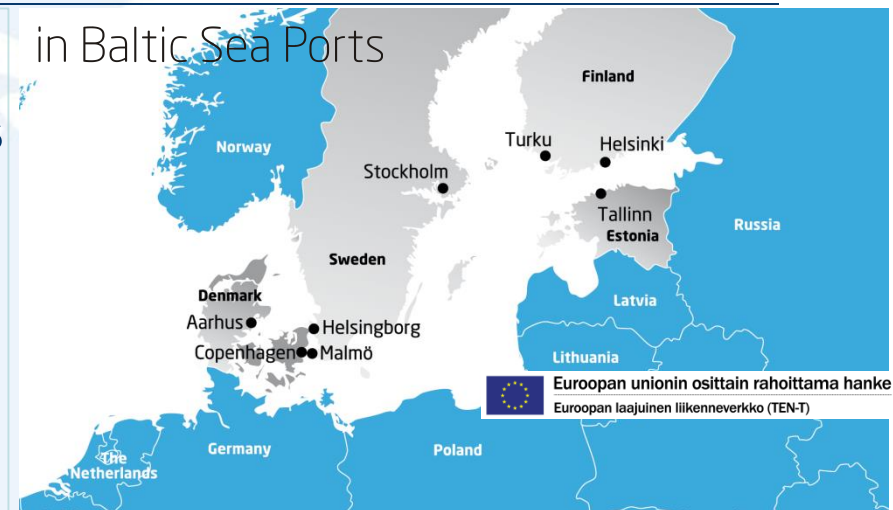 in Baltic Sea Ports
Finland
Norway
Turku
Helsinki
Stockholm
Tallinn
Estonia
Russia
Sweden
Denmark
Latvia
Aarhus
Helsingborg
Copenhagen
Malmö
Lithuania
Euroopan unionin osittain rahoittama hanke
Euroopan laajuinen liikenneverkko (TEN-T)
The
Netherlands
Germany
Poland